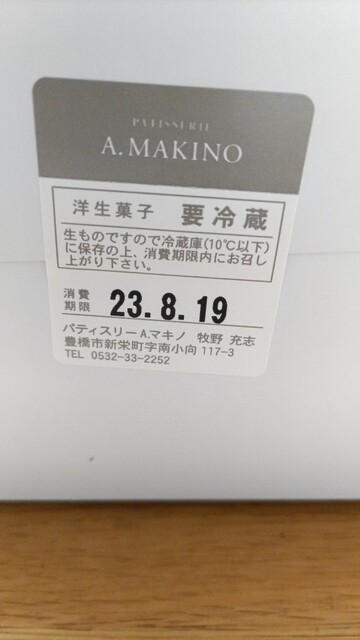 PATISSERIE
A.MAKINO
洋生菓子 要冷蔵
生ものですので冷蔵庫(10℃以下)
に保存の上、消費期限内にお召し
上がり下さい。
消費
期限 23.8.19
パティスリーA.マキノ 牧野 充志
豊橋市新栄町字南小向 117-3
TEL 0532-33-2252